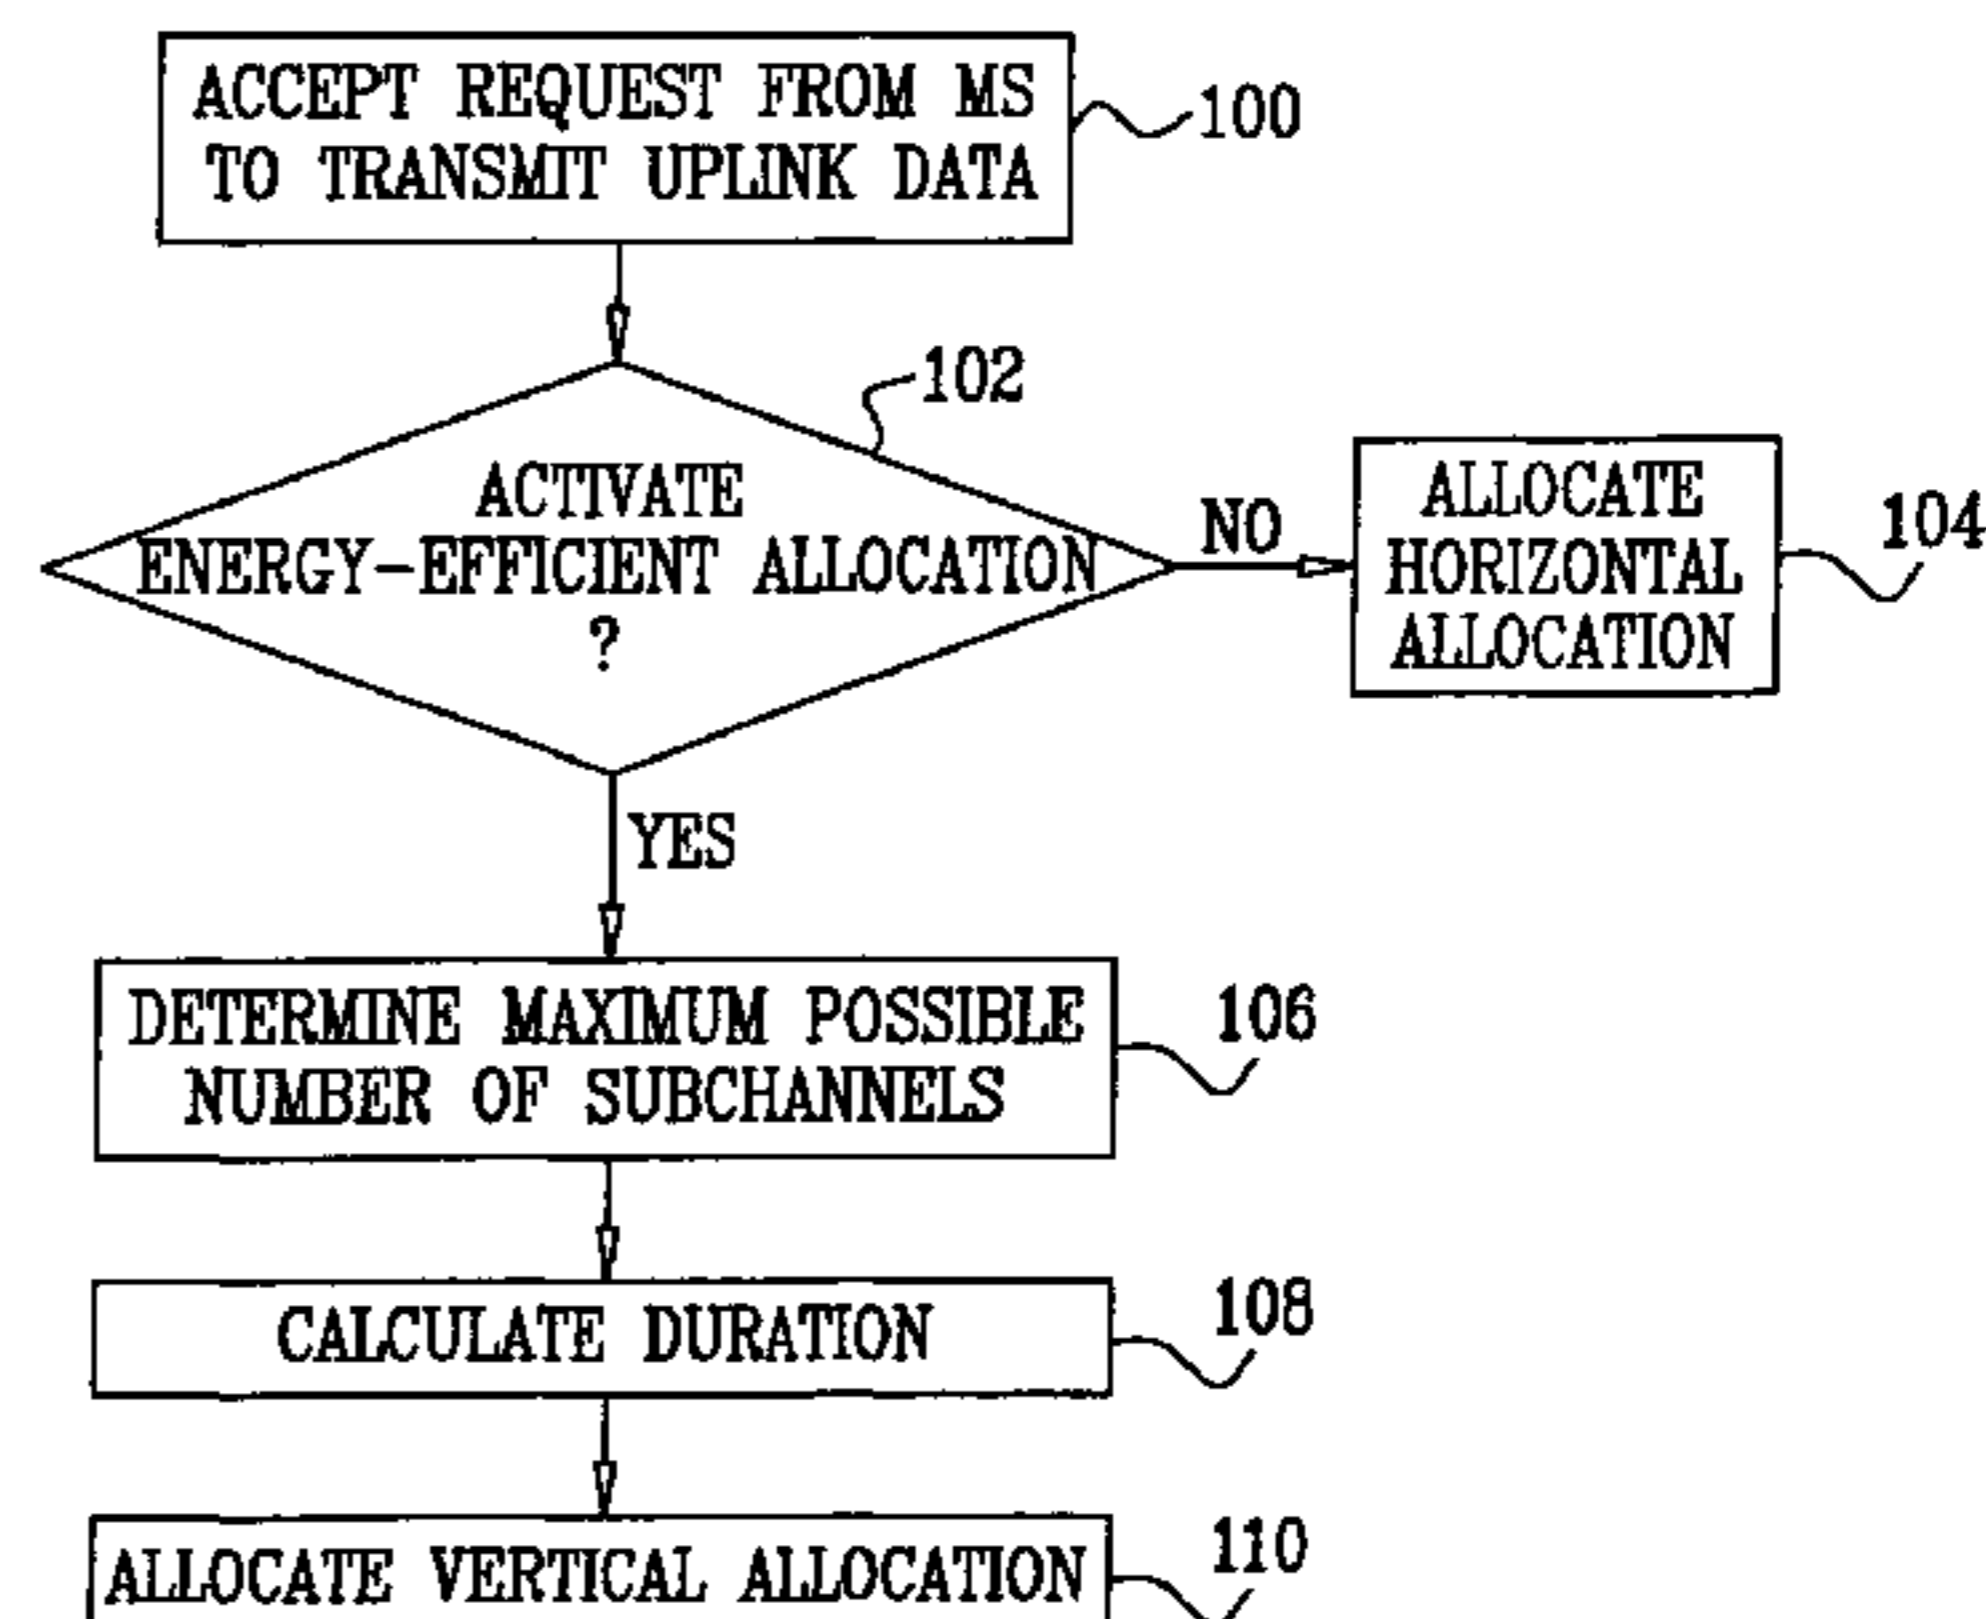 ACCEPT REQUEST FROM MS
TO TRANSMIT UPLINK DATA
100
102
ACTIVATE
ENERGY-EFFICIENT ALLOCATION
?
NO
ALLOCATE
HORIZONTAL
ALLOCATION
104
YES
DETERMINE MAXIMUM POSSIBLE
NUMBER OF SUBCHANNELS
106
CALCULATE DURATION
108
ALLOCATE VERTICAL ALLOCATION
110